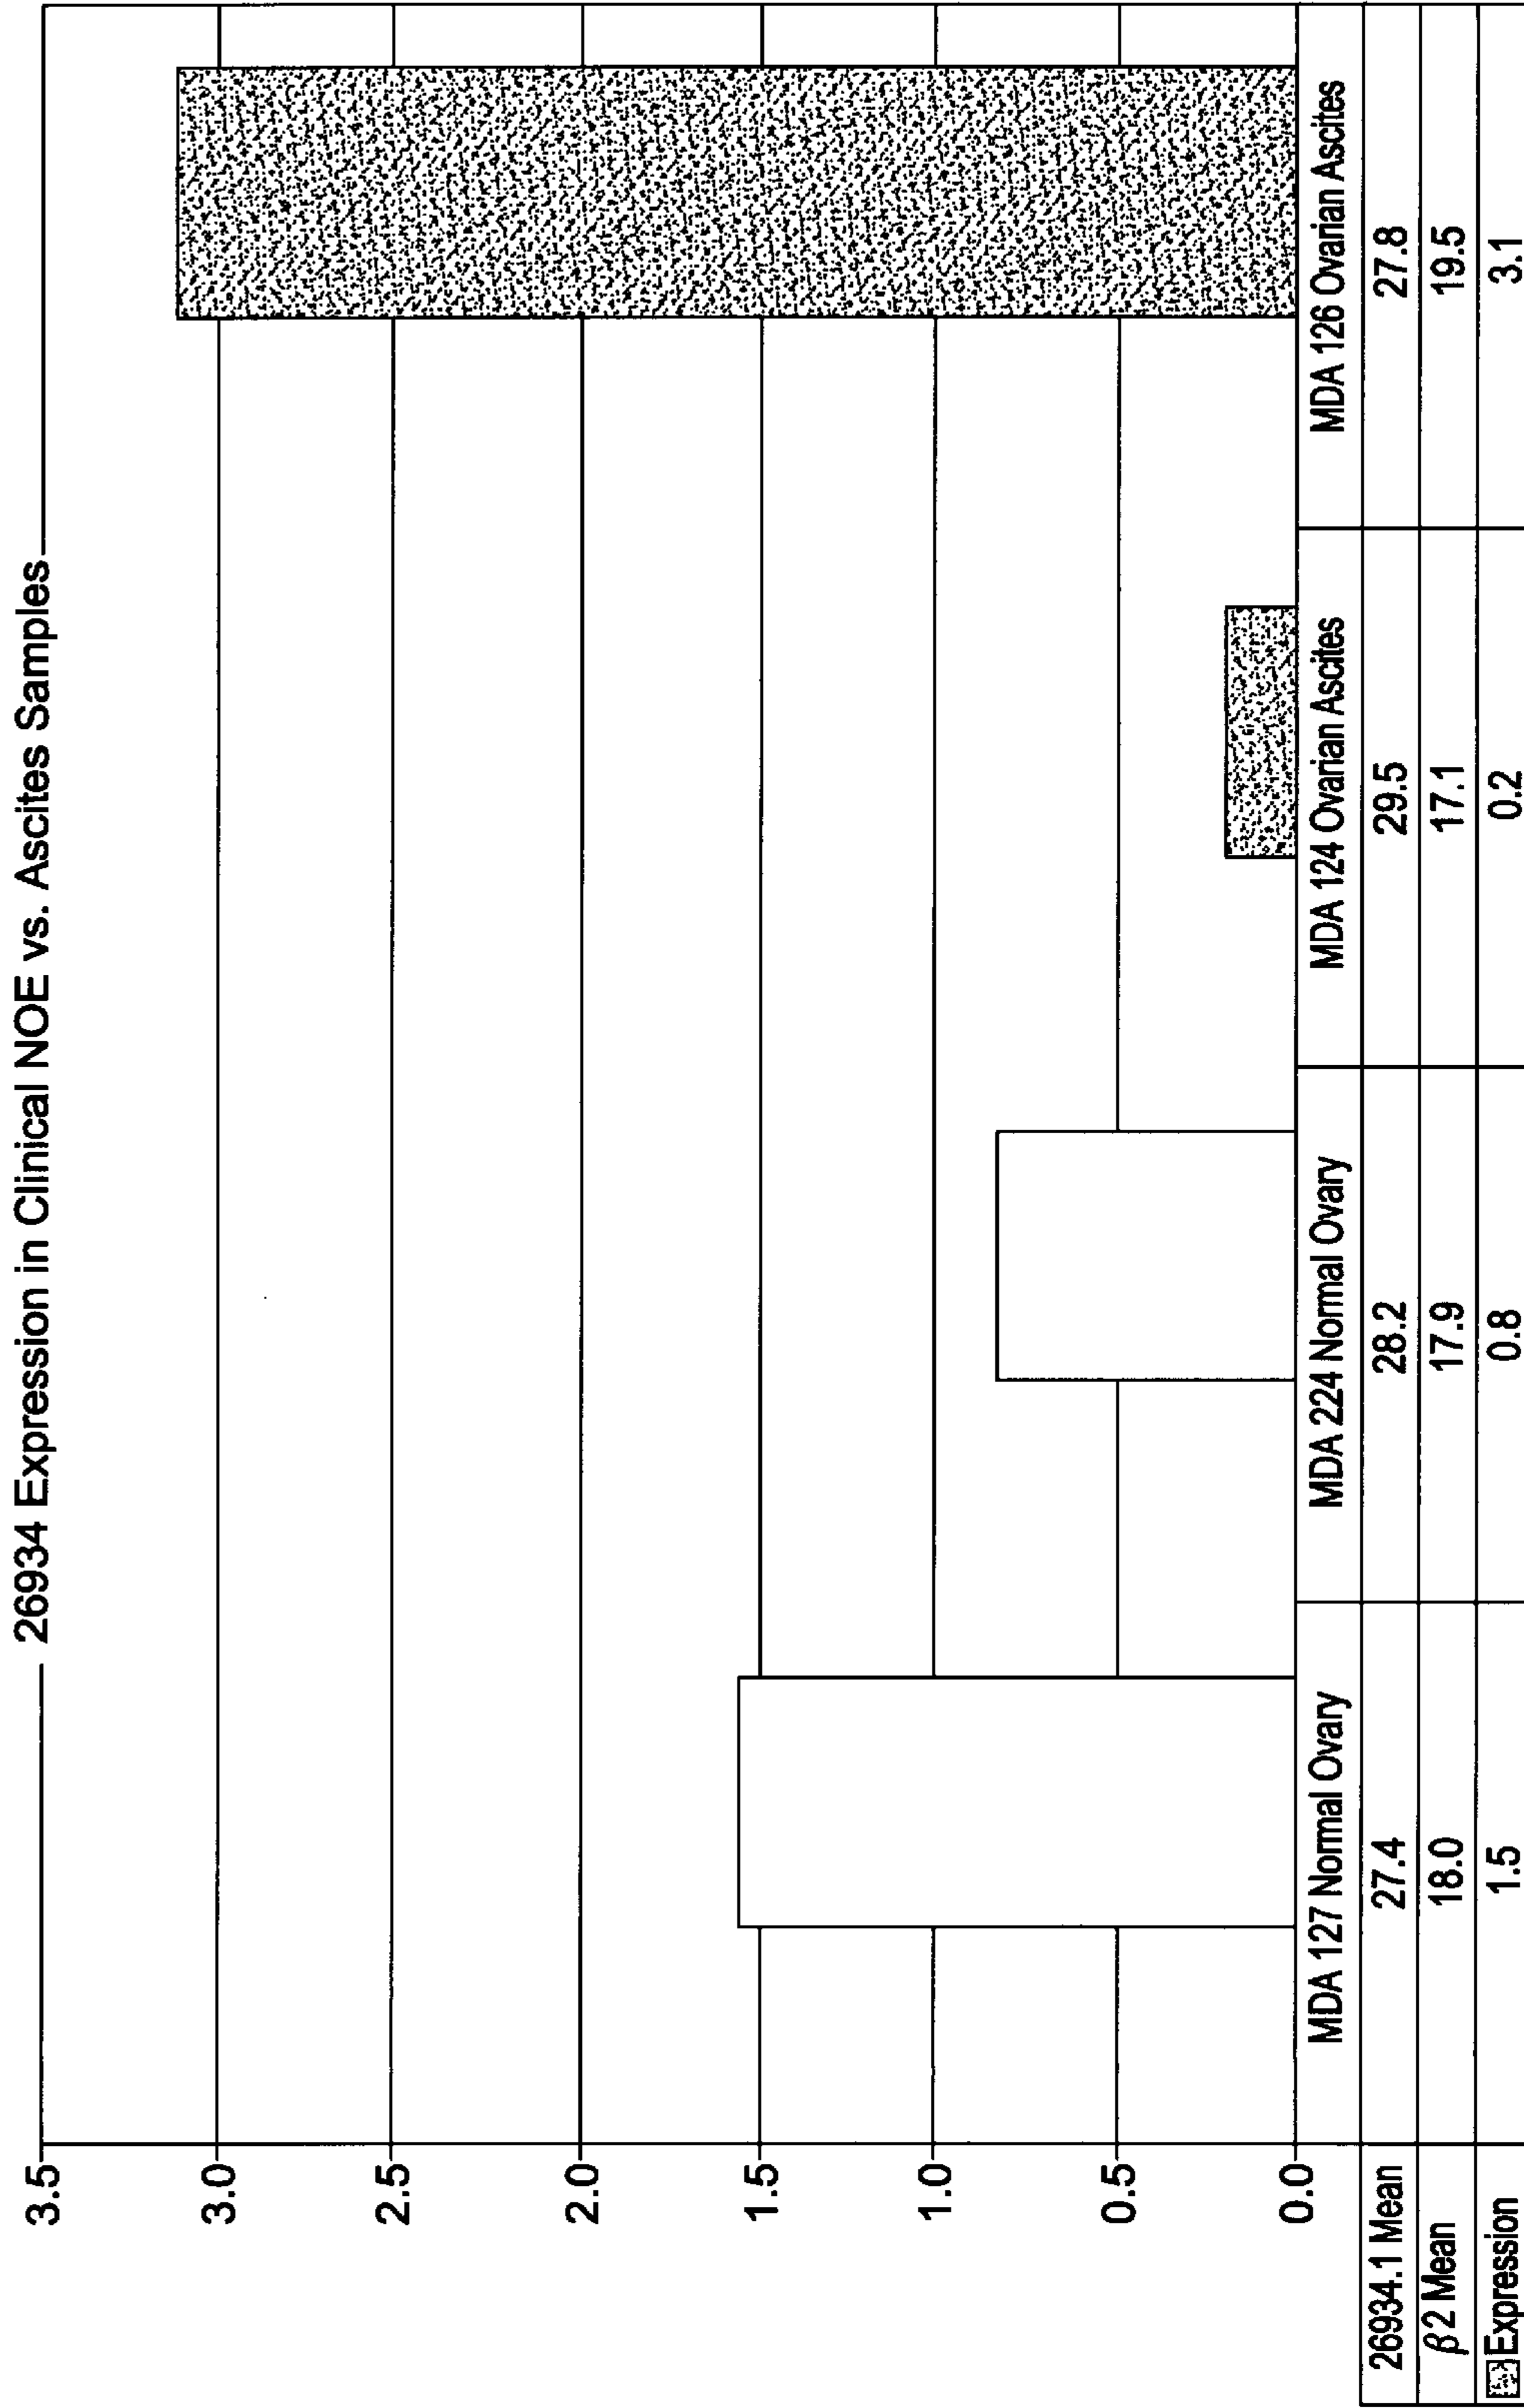 26934 Expression in Clinical NOE vs. Ascites Samples
3.5
3.0
2.5
2.0
1.5
1.0
0.5
0.0
MDA 127 Normal Ovary MDA 224 Normal Ovary MDA 124 Ovarian Ascites MDA 126 Ovarian Ascites
26934.1 Mean 27.4 28.2 29.5 27.8
β2 Mean 18.0 17.9 17.1 19.5
Expression 1.5 0.8 0.2 3.1